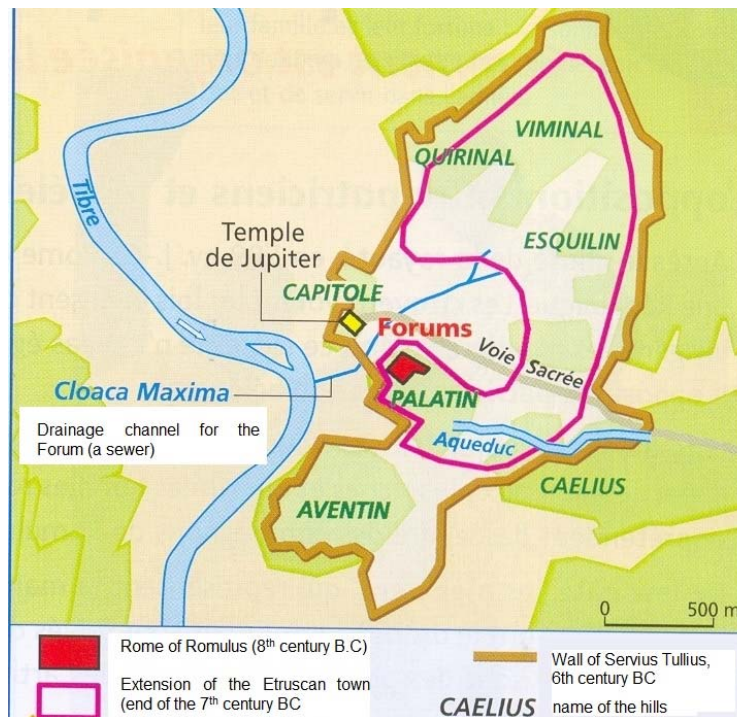 Tibre
VIMINAL
QUIRINAL
Temple
de Jupiter
ESQUILIN
CAPITOLE
Forums
Voie Sacrée
Cloaca Maxima
PALATIN
Drainage channel for the
Forum (a sewer)
Aqueduc
CAELIUS
AVENTIN
0 500 m
Rome of Romulus (8th century B.C)
Extension of the Etruscan town
(end of the 7th century BC
Wall of Servius Tullius,
6th century BC
CAELIUS name of the hills